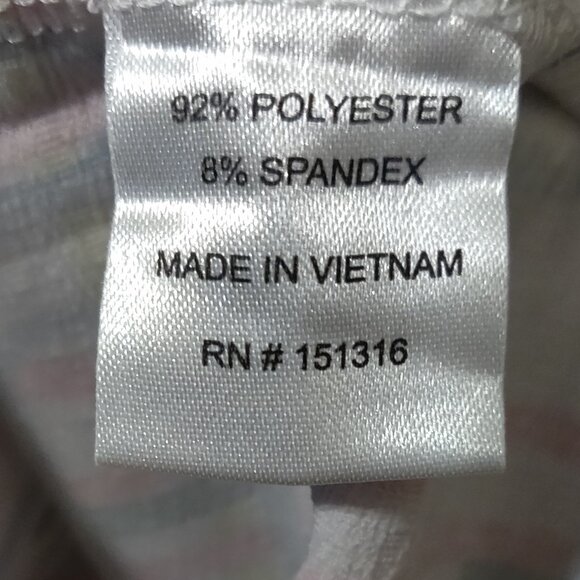 92% POLYESTER
8% SPANDEX
MADE IN VIETNAM
RN # 151316